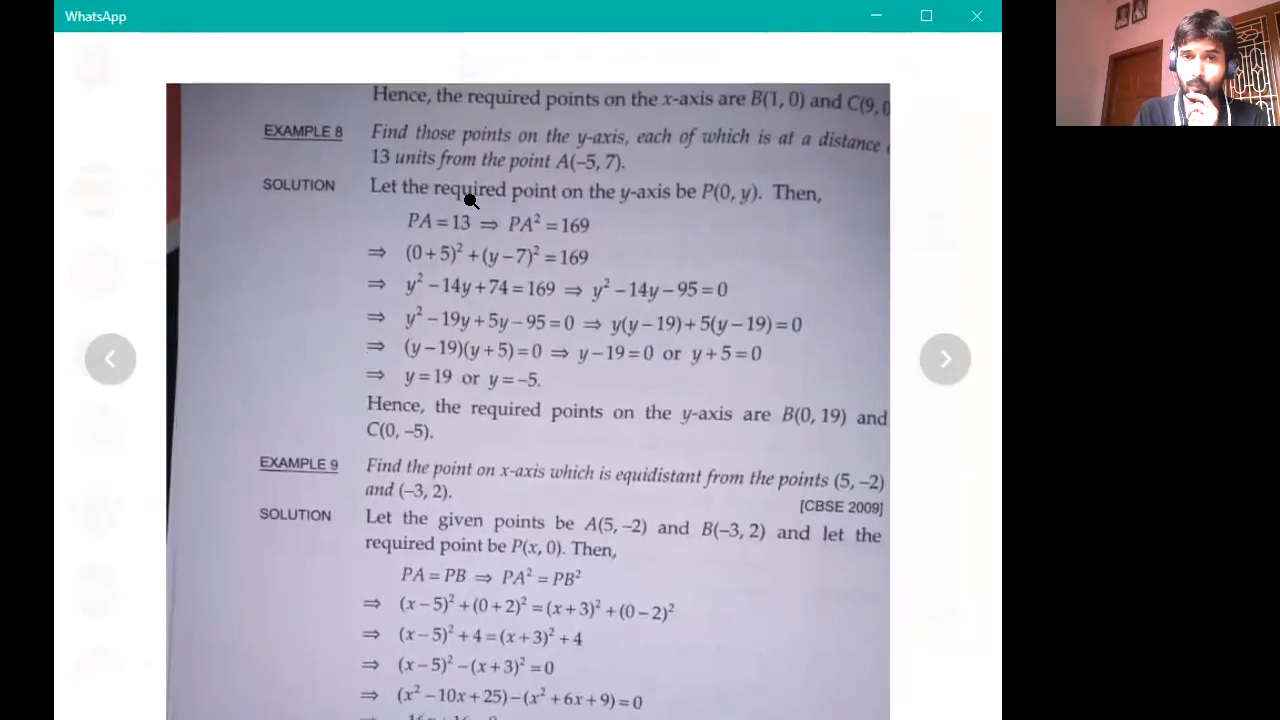 WhatsApp
Hence, the required points on the x-axis are B(1, 0) and C(9, 0
EXAMPLE 8 Find those points on the y-axis, each of which is at a distance
13 units from the point A(–5, 7).
SOLUTION Let the required point on the y-axis be P(0, y). Then,
PA = 13 ⇒ PA² = 169
⇒ (0 + 5)² + (y – 7)² = 169
⇒ y² – 14y + 74 = 169 ⇒ y² – 14y – 95 = 0
⇒ y² – 19y + 5y – 95 = 0 ⇒ y(y – 19) + 5(y – 19) = 0
⇒ (y – 19)(y + 5) = 0 ⇒ y – 19 = 0 or y + 5 = 0
⇒ y = 19 or y = –5.
Hence, the required points on the y-axis are B(0, 19) and
C(0, –5).
EXAMPLE 9 Find the point on x-axis which is equidistant from the points (5, –2)
and (–3, 2).
[CBSE 2009]
SOLUTION Let the given points be A(5, –2) and B(–3, 2) and let the
required point be P(x, 0). Then,
PA = PB ⇒ PA² = PB²
⇒ (x – 5)² + (0 + 2)² = (x + 3)² + (0 – 2)²
⇒ (x – 5)² + 4 = (x + 3)² + 4
⇒ (x – 5)² – (x + 3)² = 0
⇒ (x² – 10x + 25) – (x² + 6x + 9) = 0